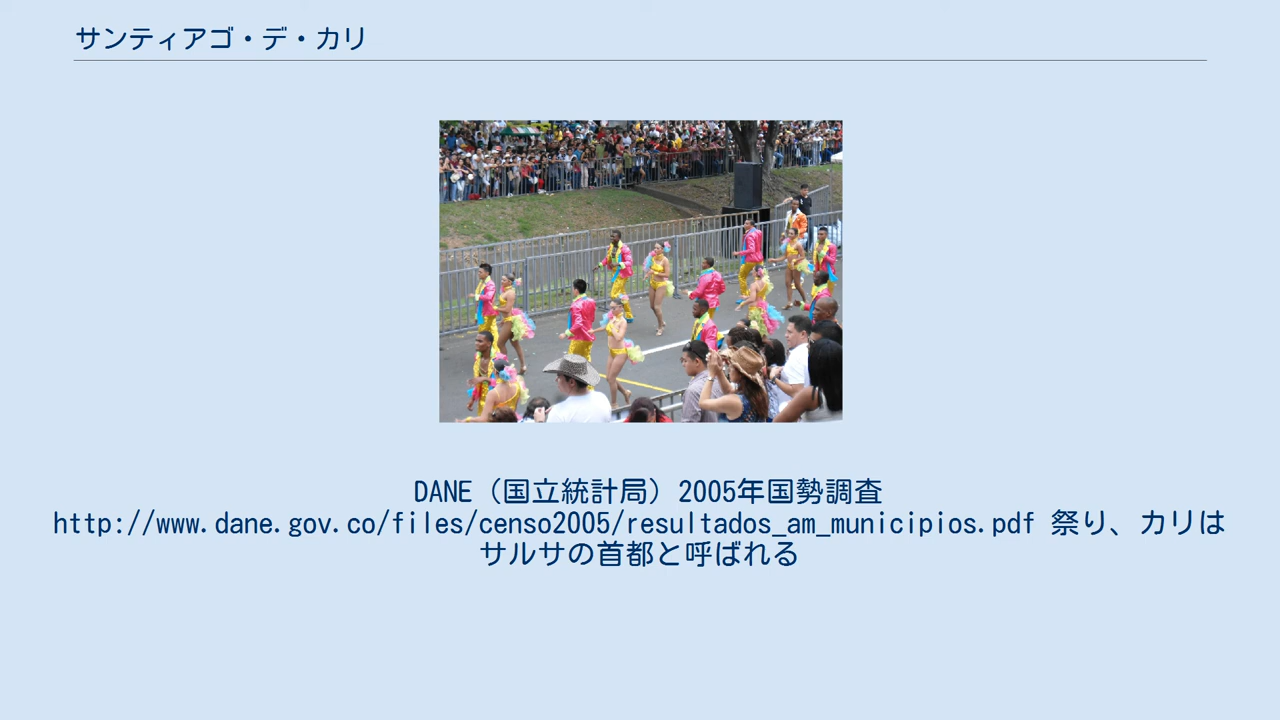 サンティアゴ・デ・カリ
DANE（国立統計局）2005年国勢調査
http://www.dane.gov.co/files/censo2005/resultados_am_municipios.pdf 祭り、カリは
サルサの首都と呼ばれる